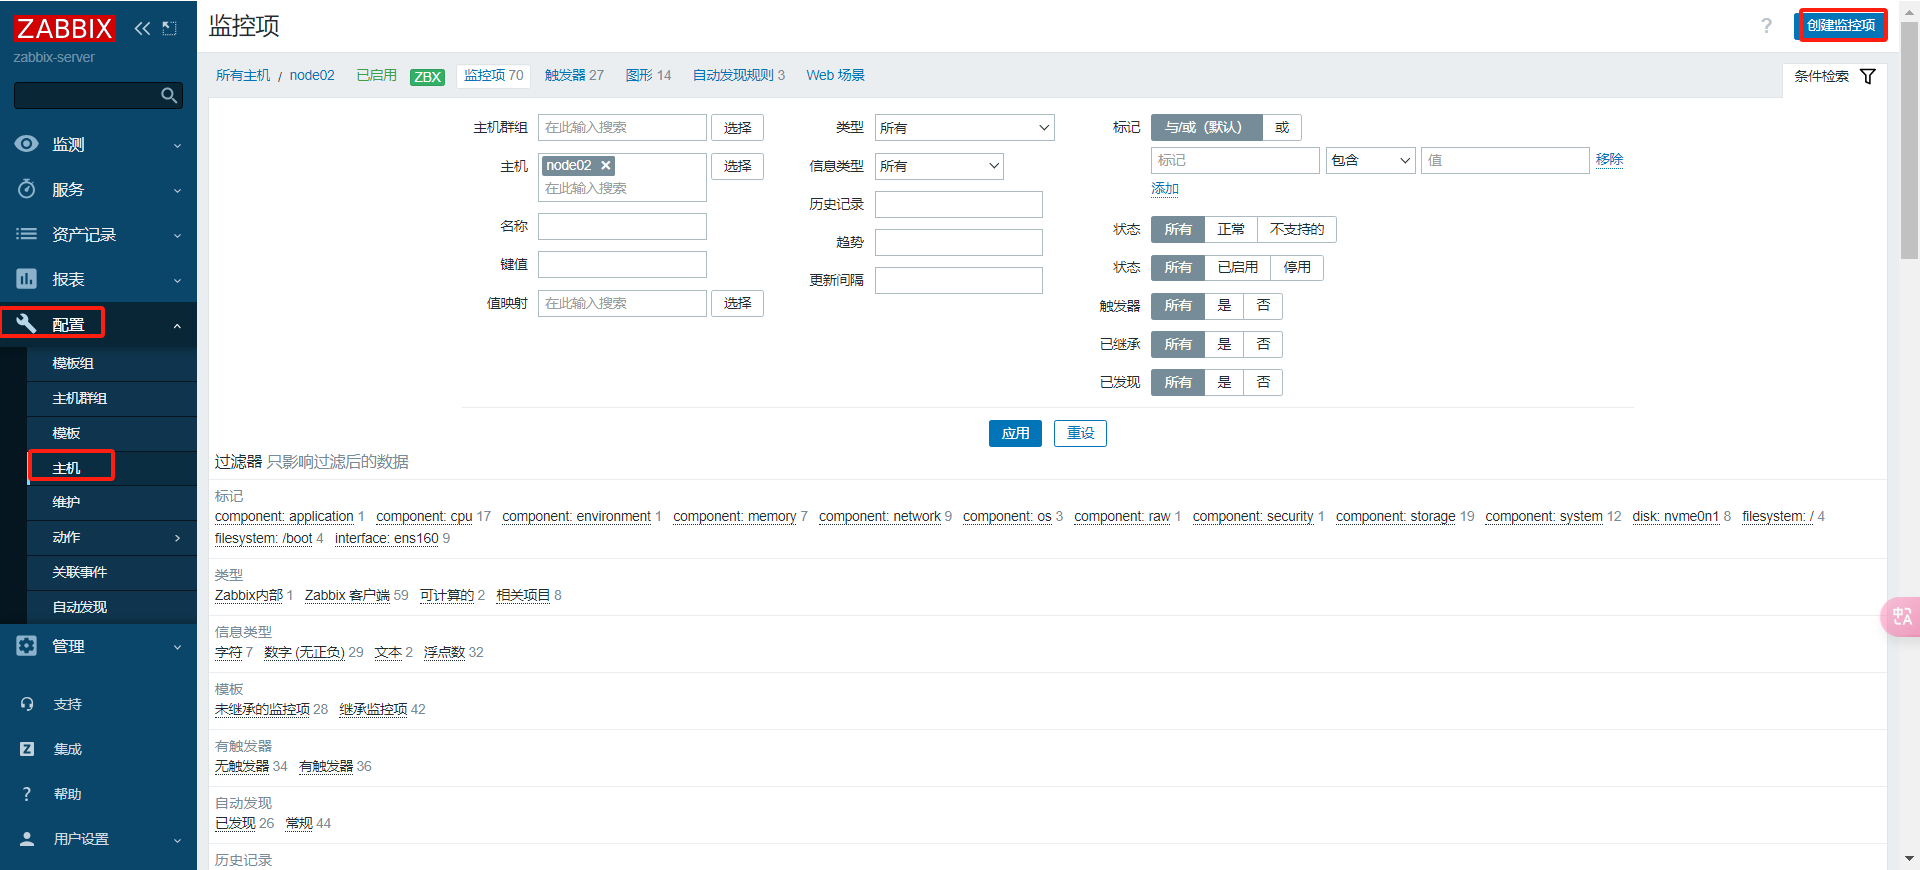 ZABBIX
zabbix-server
监测
服务
资产记录
报表
配置
模板组
主机群组
模板
主机
维护
动作
关联事件
自动发现
管理
支持
集成
帮助
用户设置
监控项
?
创建监控项
所有主机 / node02 已启用 ZBX 监控项 70 触发器 27 图形 14 自动发现规则 3 Web 场景
条件检索
主机群组 在此输入搜索 选择
主机 node02 ✕ 选择
在此输入搜索
名称
键值
值映射 在此输入搜索 选择
类型 所有
信息类型 所有
历史记录
趋势
更新间隔
标记 与/或 (默认) 或
标记 包含 值 移除
添加
状态 所有 正常 不支持的
状态 所有 已启用 停用
触发器 所有 是 否
已继承 所有 是 否
已发现 所有 是 否
应用 重设
过滤器 只影响过滤后的数据
标记
component: application 1 component: cpu 17 component: environment 1 component: memory 7 component: network 9 component: os 3 component: raw 1 component: security 1 component: storage 19 component: system 12 disk: nvme0n1 8 filesystem: / 4
filesystem: /boot 4 interface: ens160 9
类型
Zabbix内部 1 Zabbix 客户端 59 可计算的 2 相关项目 8
信息类型
字符 7 数字 (无正负) 29 文本 2 浮点数 32
模板
未继承的监控项 28 继承监控项 42
有触发器
无触发器 34 有触发器 36
自动发现
已发现 26 常规 44
历史记录